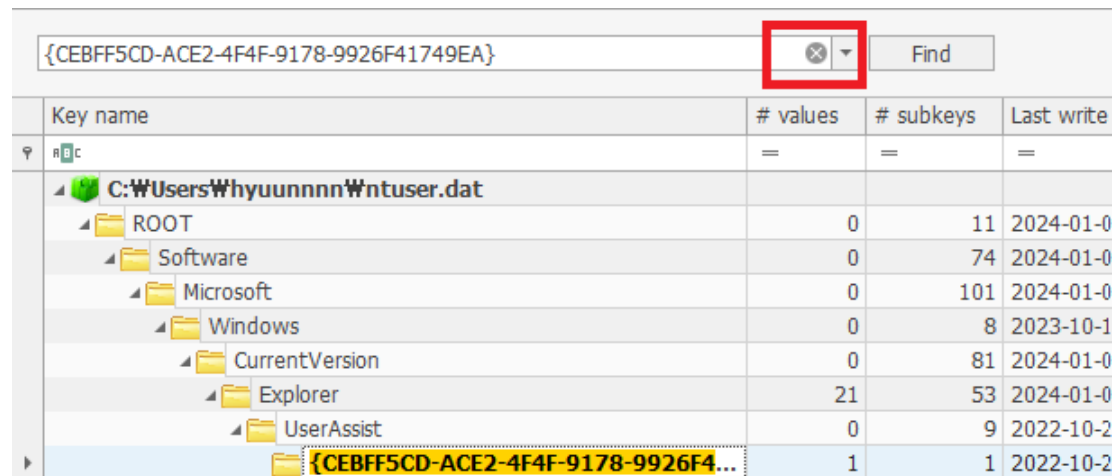 {CEBFF5CD-ACE2-4F4F-9178-9926F41749EA} Find
Key name # values # subkeys Last write
ABC = = =
C:₩Users₩hyuunnnn₩ntuser.dat
ROOT 0 11 2024-01-0
Software 0 74 2024-01-0
Microsoft 0 101 2024-01-0
Windows 0 8 2023-10-1
CurrentVersion 0 81 2024-01-0
Explorer 21 53 2024-01-0
UserAssist 0 9 2022-10-2
{CEBFF5CD-ACE2-4F4F-9178-9926F4... 1 1 2022-10-2